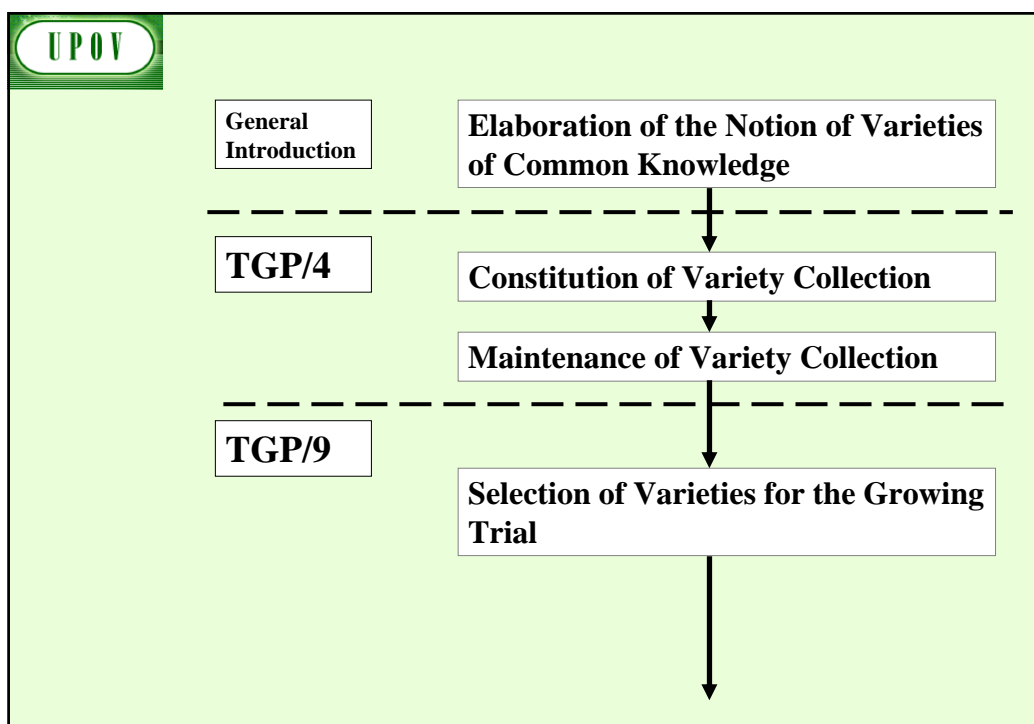 UPOV
General
Introduction
Elaboration of the Notion of Varieties
of Common Knowledge
TGP/4
Constitution of Variety Collection
Maintenance of Variety Collection
TGP/9
Selection of Varieties for the Growing
Trial